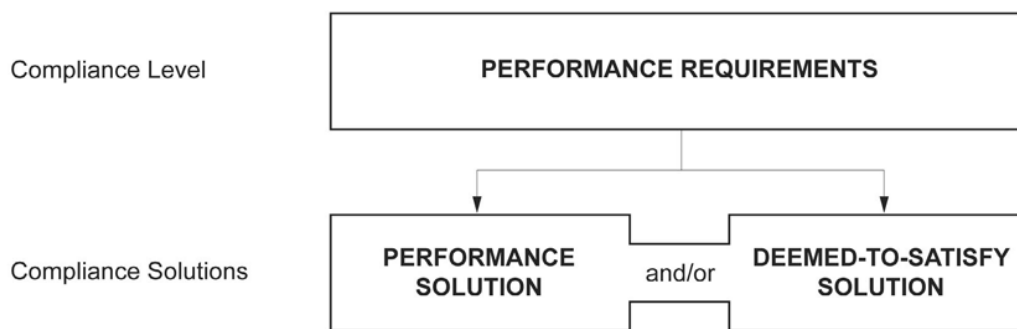 Compliance Level
PERFORMANCE REQUIREMENTS
Compliance Solutions
PERFORMANCE
SOLUTION
and/or
DEEMED-TO-SATISFY
SOLUTION